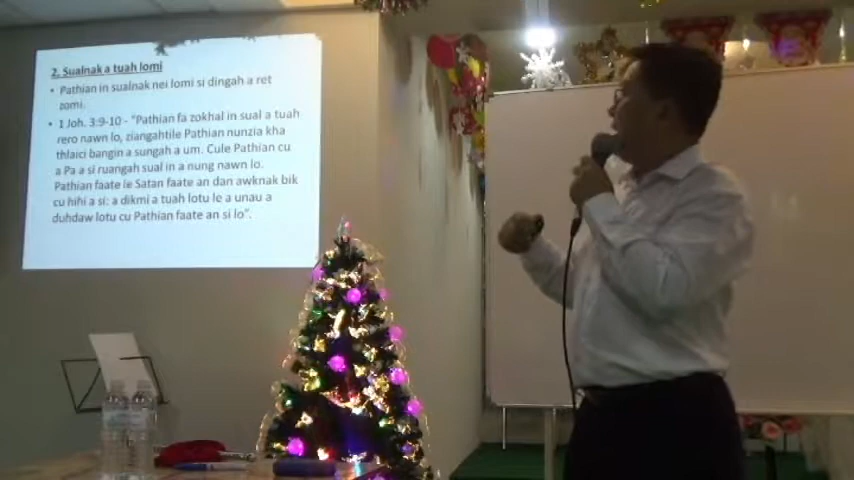 2. Sualnak a tuah lomi
• Pathian in sualnak nei lomi si dingah a ret
zomi.
• 1 Joh. 3:9-10 - "Pathian fa zokhal in sual a tuah
rero nawn lo, ziangahtile Pathian nunzia kha
thlaici bangin a sungah a um. Cule Pathian cu
a Pa a si ruangah sual in a nung nawn lo.
Pathian faate le Satan faate an dan awknak bik
cu hihi a si: a dikmi a tuah lotu le a unau a
duhdaw lotu cu Pathian faate an si lo".